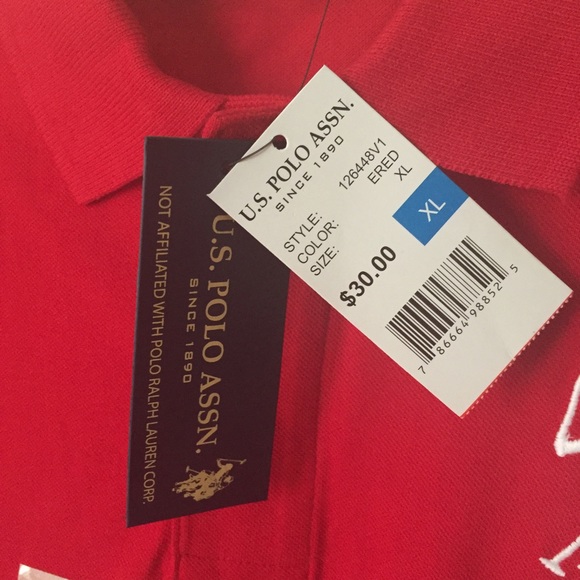 U.S. POLO ASSN.
SINCE 1890
STYLE: 126448V1
COLOR: ERED
SIZE: XL
XL
$30.00
7 86664 98852 5
U.S. POLO ASSN.
SINCE 1890
NOT AFFILIATED WITH POLO RALPH LAUREN CORP.